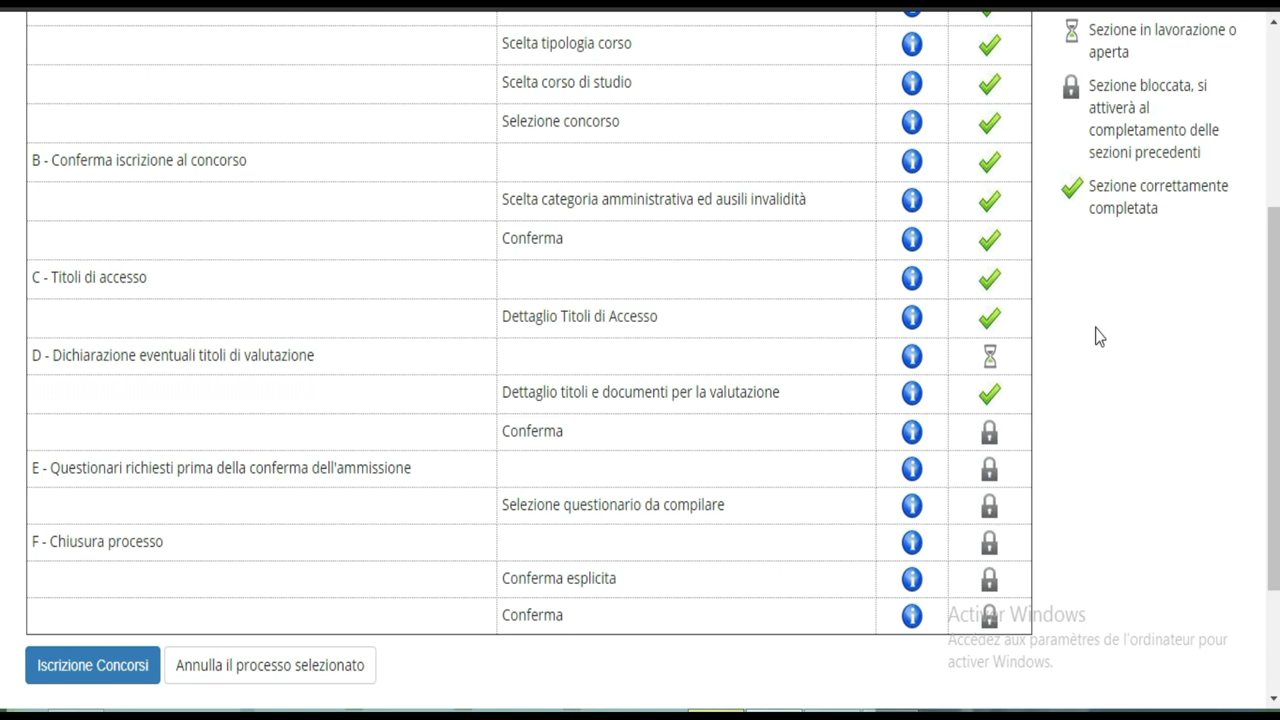 Scelta tipologia corso
Scelta corso di studio
Selezione concorso
B - Conferma iscrizione al concorso
Scelta categoria amministrativa ed ausili invalidità
Conferma
C - Titoli di accesso
Dettaglio Titoli di Accesso
D - Dichiarazione eventuali titoli di valutazione
Dettaglio titoli e documenti per la valutazione
Conferma
E - Questionari richiesti prima della conferma dell'ammissione
Selezione questionario da compilare
F - Chiusura processo
Conferma esplicita
Conferma
Iscrizione Concorsi
Annulla il processo selezionato
Sezione in lavorazione o
aperta
Sezione bloccata, si
attiverà al
completamento delle
sezioni precedenti
Sezione correttamente
completata
Activer Windows
Accédez aux paramètres de l'ordinateur pour
activer Windows.